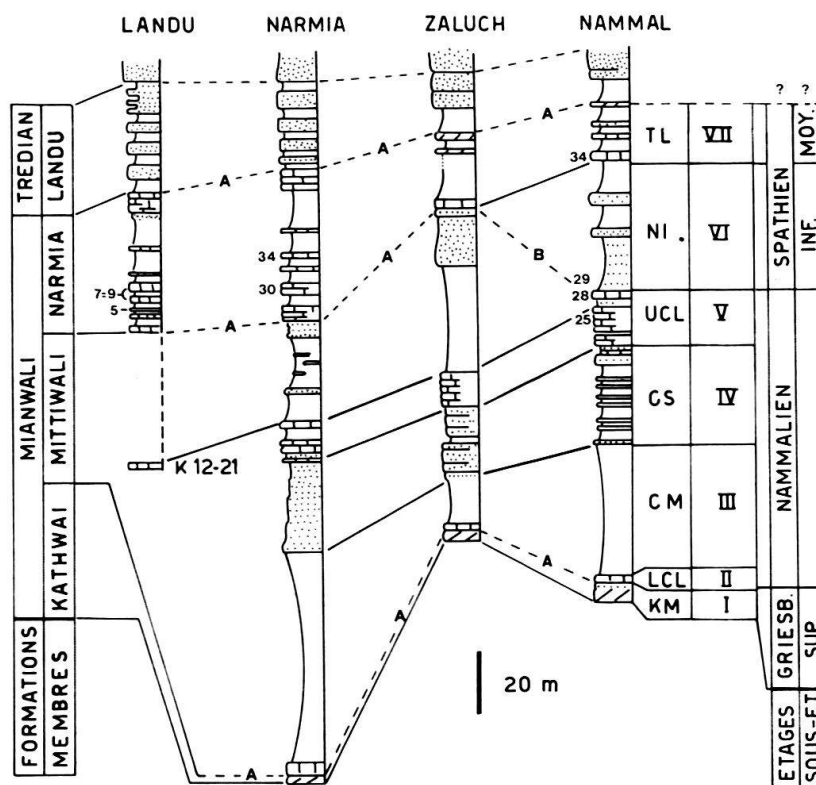 LANDU NARMIA ZALUCH NAMMAL
TREDIAN
LANDU
MIANWALI
NARMIA
MITTIWALI
KATHWAI
FORMATIONS
MEMBRES
7=9
5
K 12-21
A
A
A
34
30
A
A
A
A
A
B
A
34
29
28
25
20 m
TL VII
NI. VI
UCL V
CS IV
CM III
LCL II
KM I
? ?
SPATHIEN
MOY.
INF.
NAMMALIEN
GRIESB.
SUP.
ETAGES
SOUS-ET